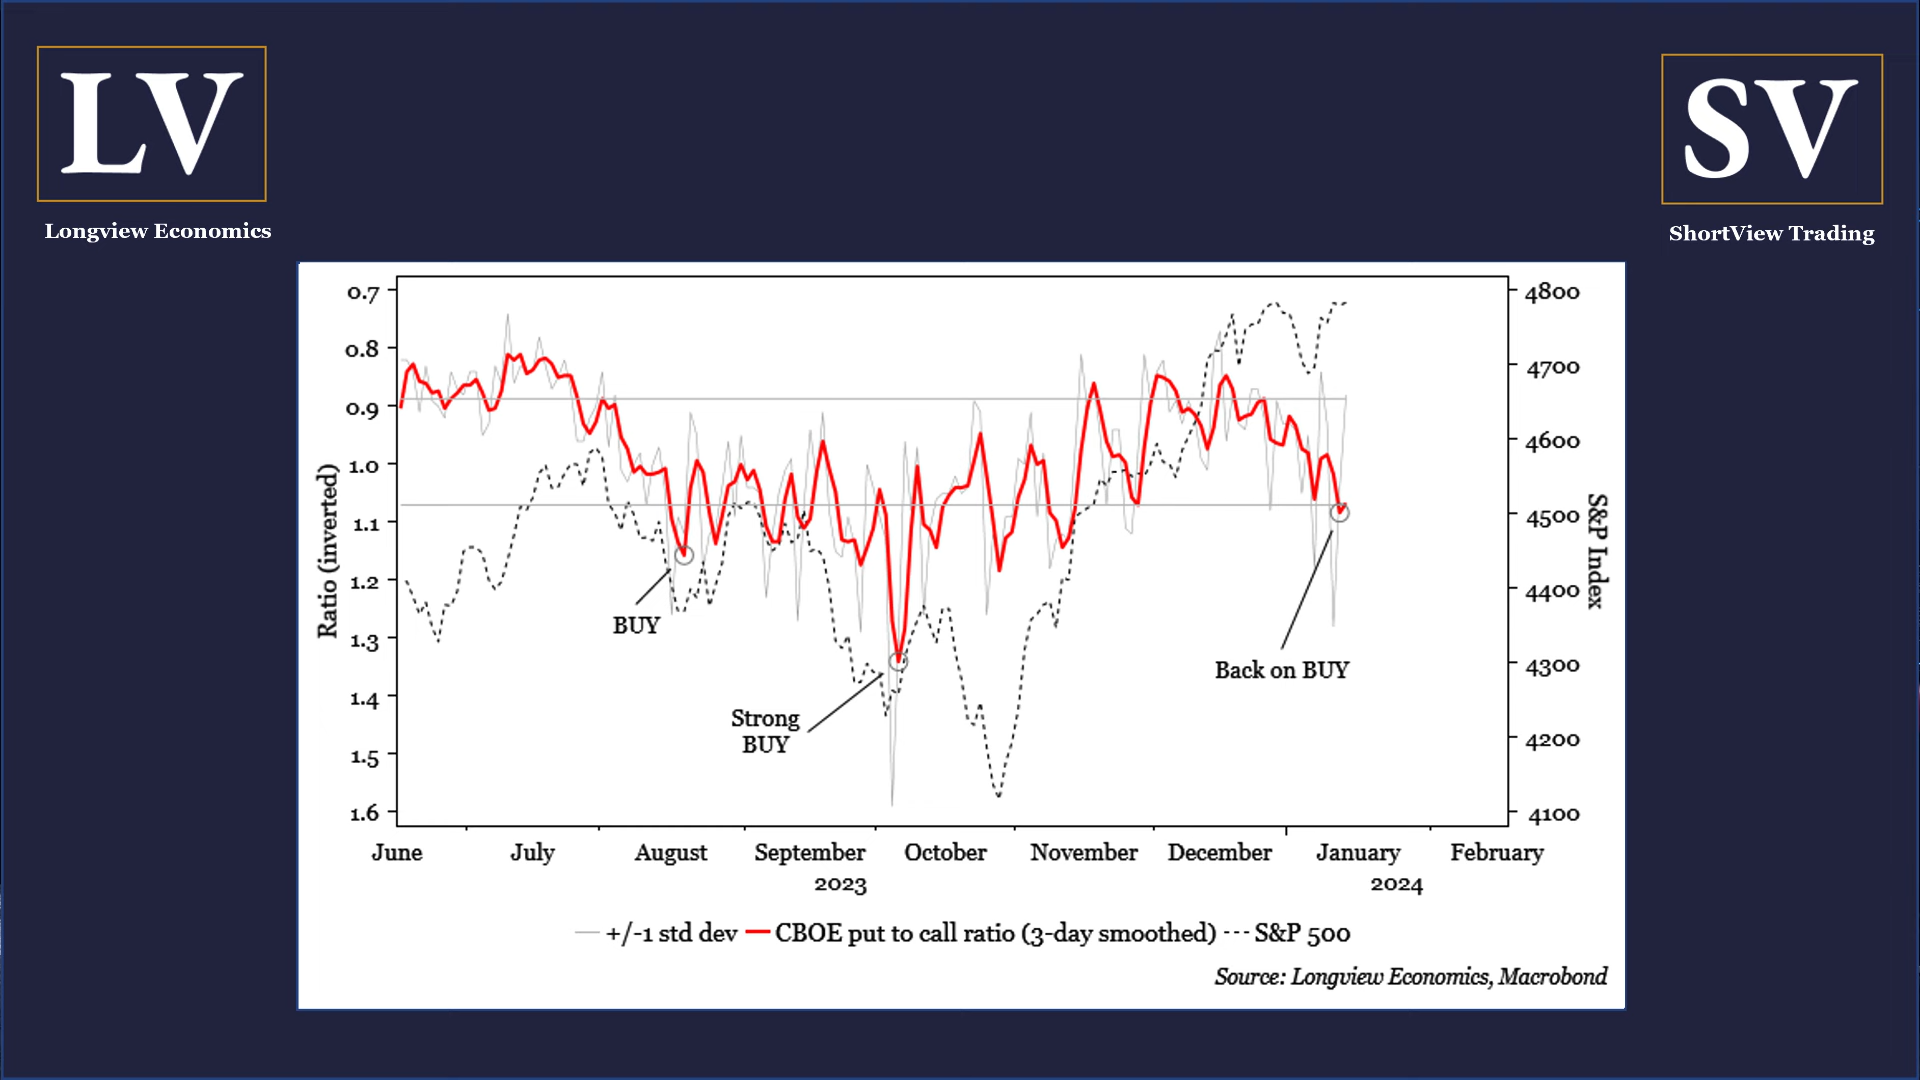 LV
SV
Longview Economics
ShortView Trading
0.7
0.8
0.9
1.0
1.1
1.2
1.3
1.4
1.5
1.6
Ratio (inverted)
4800
4700
4600
4500
4400
4300
4200
4100
S&P Index
BUY
Strong
BUY
Back on BUY
June July August September October November December January February
2023 2024
+/-1 std dev CBOE put to call ratio (3-day smoothed) S&P 500
Source: Longview Economics, Macrobond